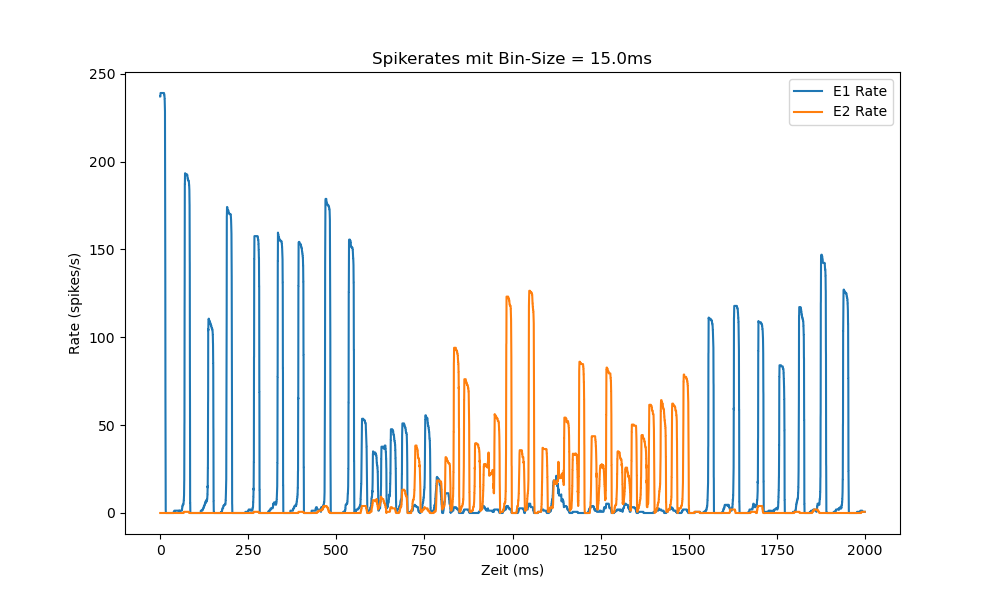 Spikerates mit Bin-Size = 15.0ms
E1 Rate
E2 Rate
Rate (spikes/s)
250
200
150
100
50
0
0 250 500 750 1000 1250 1500 1750 2000
Zeit (ms)